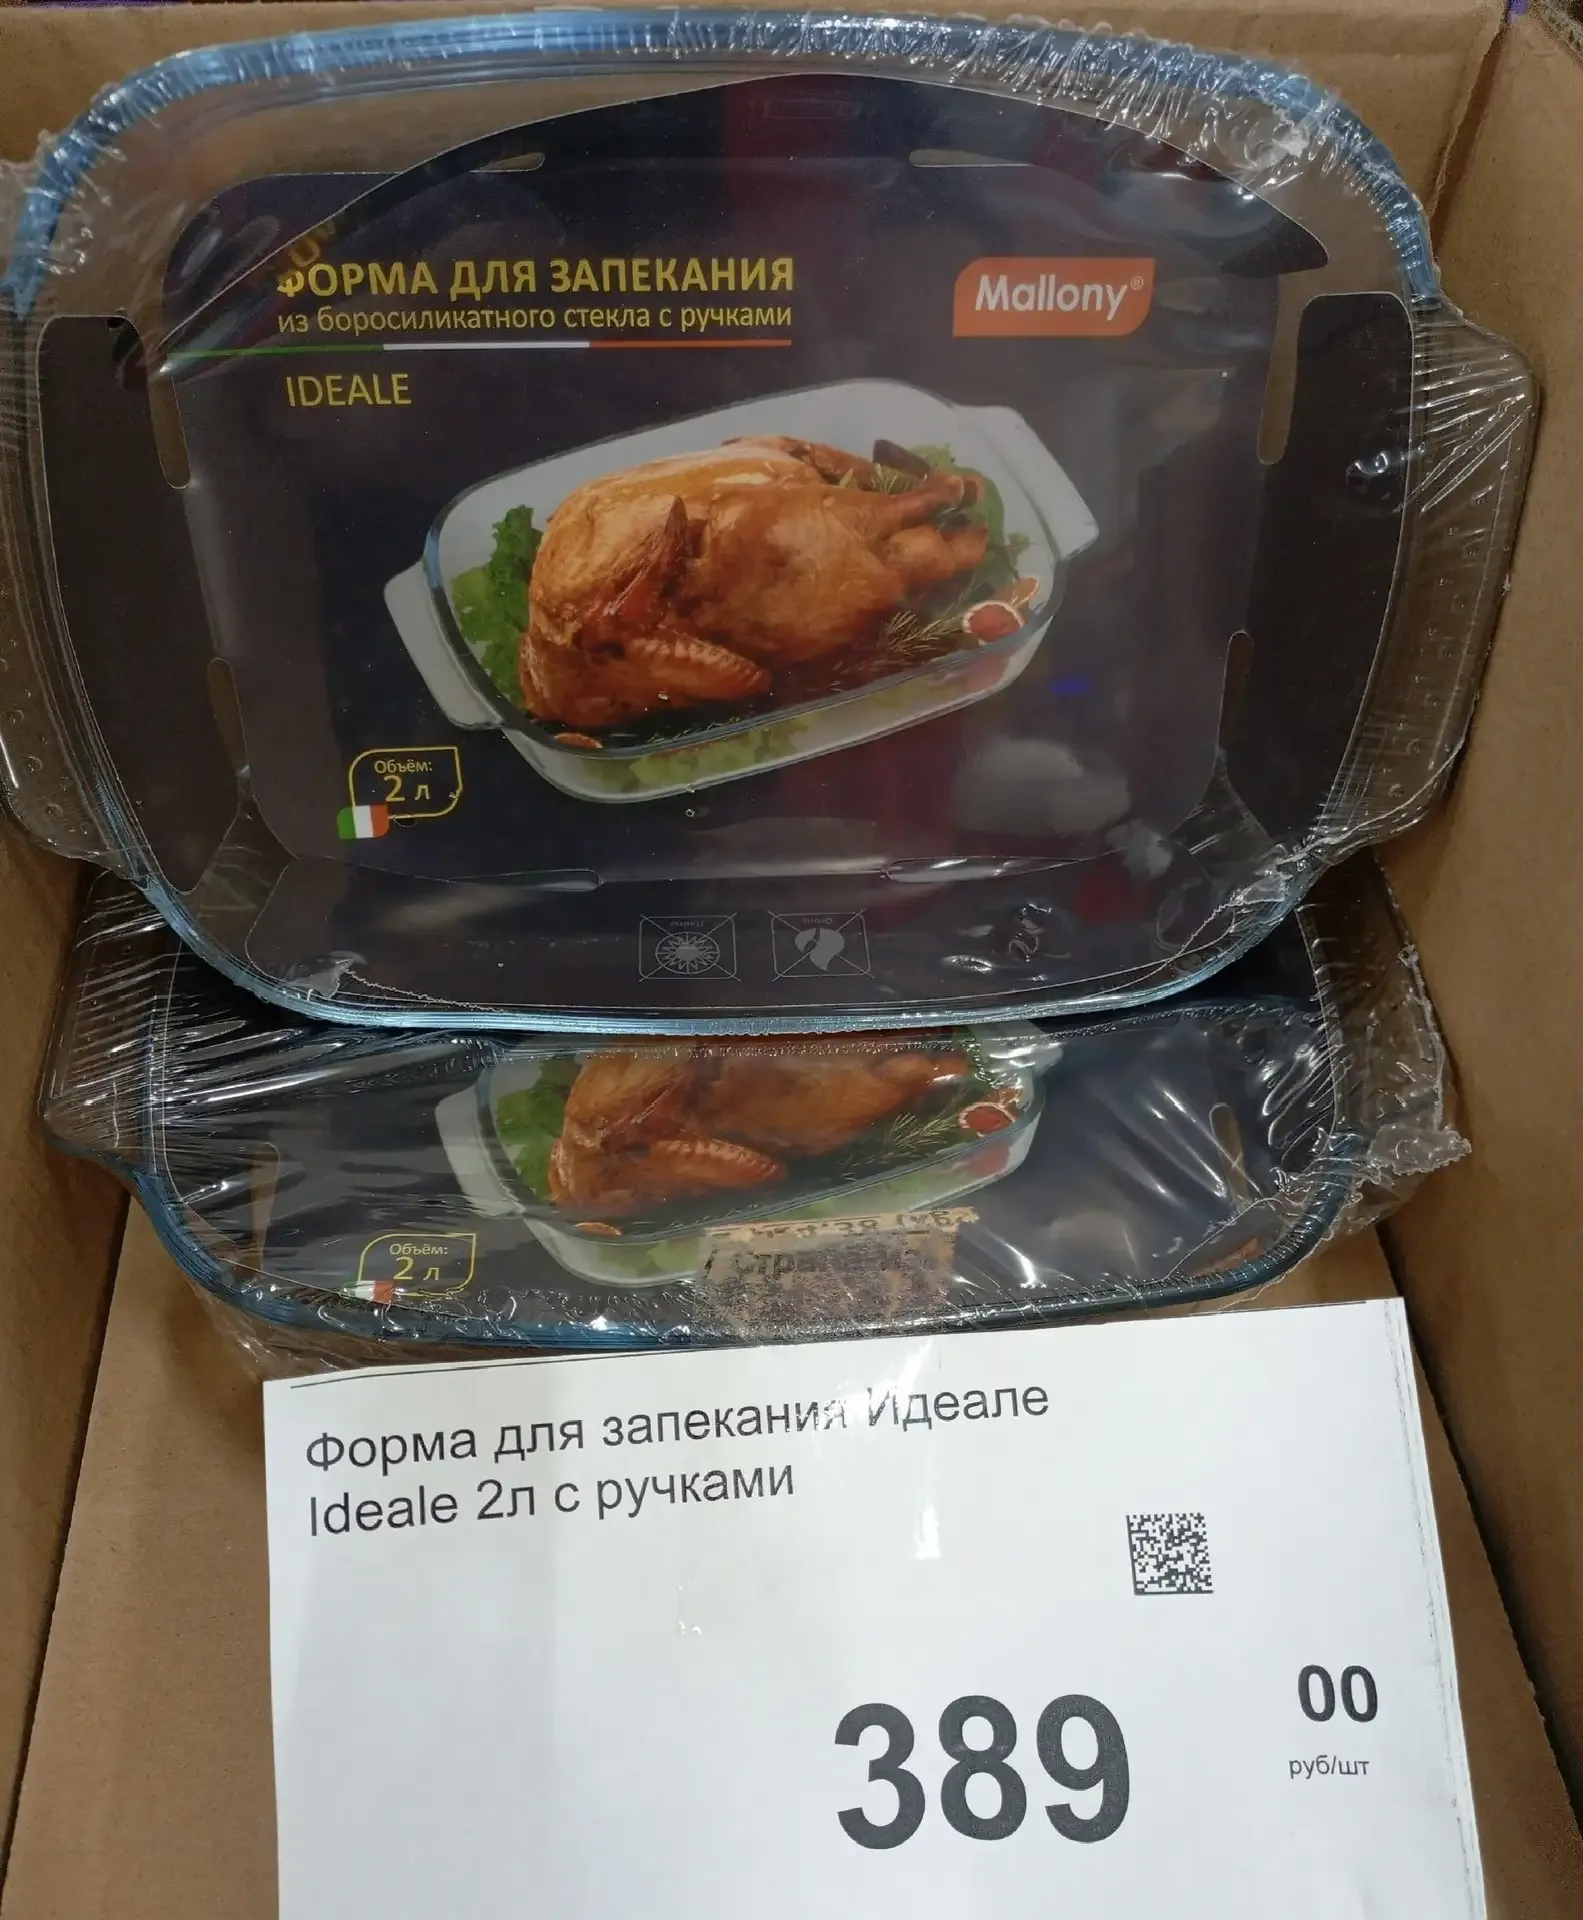 ФОРМА ДЛЯ ЗАПЕКАНИЯ
из боросиликатного стекла с ручками
Mallony®
IDEALE
Объём:
2 л
Объём:
2 л
Форма для запекания Идеале
Ideale 2л с ручками
389
00
руб/шт